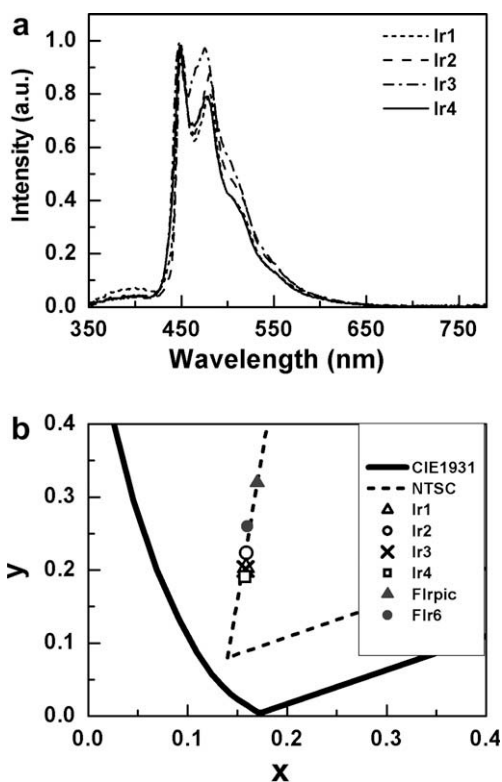 a
Ir1
Ir2
Ir3
Ir4
Intensity (a.u.)
1.0
0.8
0.6
0.4
0.2
0.0
350 450 550 650 750
Wavelength (nm)
b
CIE1931
NTSC
Ir1
Ir2
Ir3
Ir4
FIrpic
FIr6
y
0.4
0.3
0.2
0.1
0.0
0.0 0.1 0.2 0.3 0.4
x